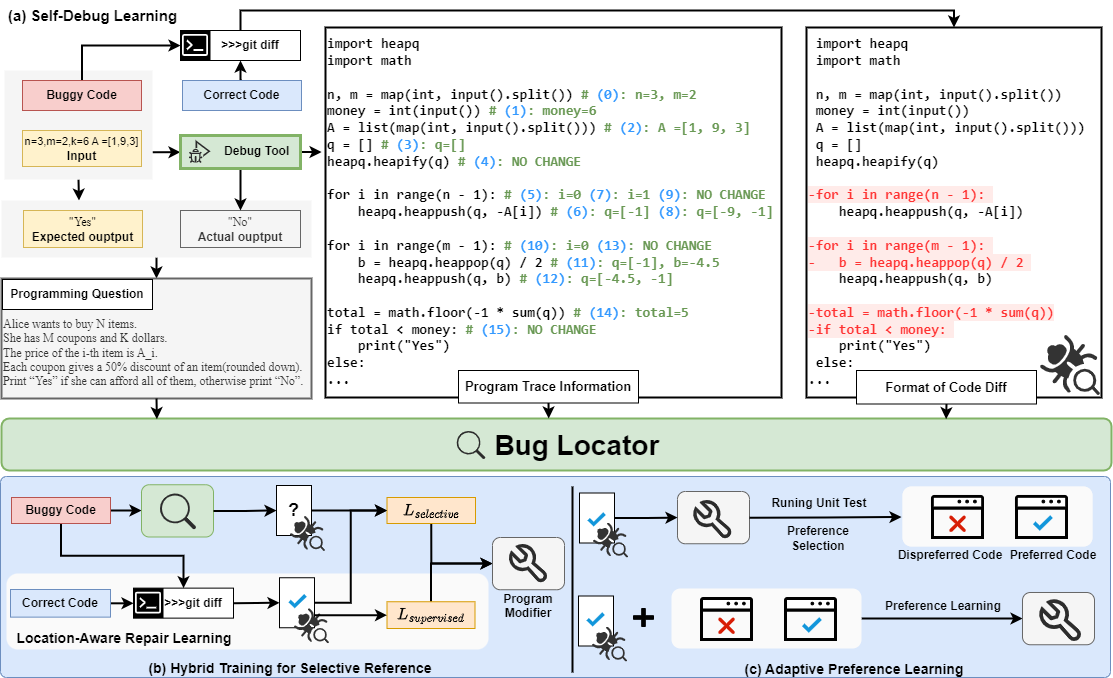 (a) Self-Debug Learning
>>>git diff
Buggy Code
Correct Code
n=3,m=2,k=6 A =[1,9,3]
Input
Debug Tool
"Yes"
Expected ouptput
"No"
Actual ouptput
Programming Question
Alice wants to buy N items.
She has M coupons and K dollars.
The price of the i-th item is A_i.
Each coupon gives a 50% discount of an item(rounded down).
Print “Yes” if she can afford all of them, otherwise print “No”.
import heapq
import math
n, m = map(int, input().split()) # (0): n=3, m=2
money = int(input()) # (1): money=6
A = list(map(int, input().split())) # (2): A =[1, 9, 3]
q = [] # (3): q=[]
heapq.heapify(q) # (4): NO CHANGE
for i in range(n - 1): # (5): i=0 (7): i=1 (9): NO CHANGE
heapq.heappush(q, -A[i]) # (6): q=[-1] (8): q=[-9, -1]
for i in range(m - 1): # (10): i=0 (13): NO CHANGE
b = heapq.heappop(q) / 2 # (11): q=[-1], b=-4.5
heapq.heappush(q, b) # (12): q=[-4.5, -1]
total = math.floor(-1 * sum(q)) # (14): total=5
if total < money: # (15): NO CHANGE
print("Yes")
else:
...
Program Trace Information
import heapq
import math
n, m = map(int, input().split())
money = int(input())
A = list(map(int, input().split()))
q = []
heapq.heapify(q)
-for i in range(n - 1):
heapq.heappush(q, -A[i])
-for i in range(m - 1):
- b = heapq.heappop(q) / 2
heapq.heappush(q, b)
-total = math.floor(-1 * sum(q))
-if total < money:
print("Yes")
else:
...
Format of Code Diff
Bug Locator
Buggy Code
?
L selective
Correct Code
>>>git diff
L supervised
Program
Modifier
Location-Aware Repair Learning
(b) Hybrid Training for Selective Reference
Runing Unit Test
Preference
Selection
Dispreferred Code
Preferred Code
+
Preference Learning
(c) Adaptive Preference Learning